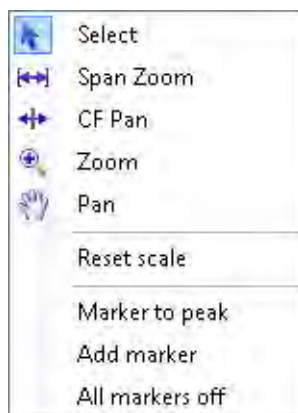 Select
Span Zoom
CF Pan
Zoom
Pan
Reset scale
Marker to peak
Add marker
All markers off